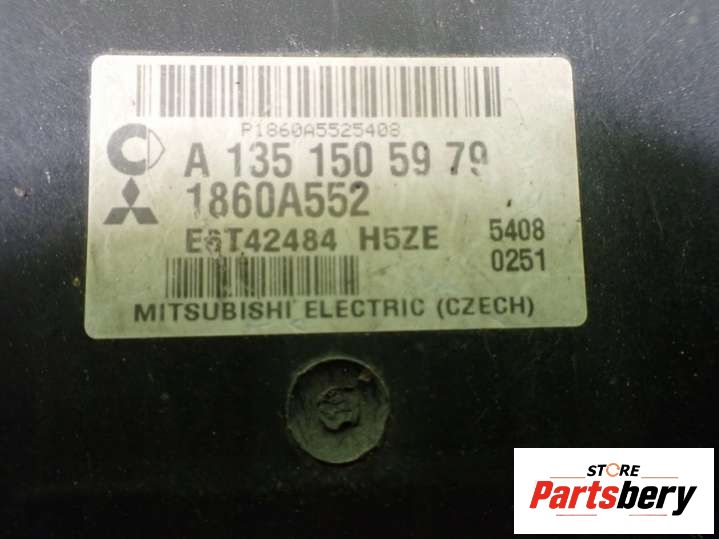 P1860A5525408
A 135 150 59 79
1860A552
E6T42484 H5ZE 5408
0251
MITSUBISHI ELECTRIC (CZECH)
STORE
Partsbery